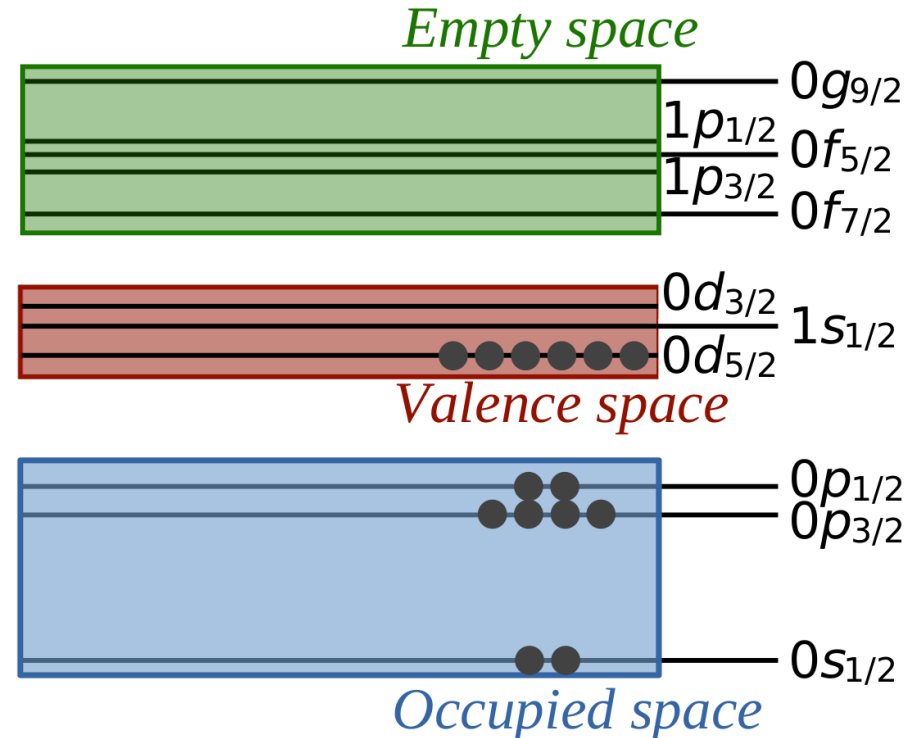 Empty space
0g9/2
1p1/2
0f5/2
1p3/2
0f7/2
0d3/2
1s1/2
0d5/2
Valence space
0p1/2
0p3/2
0s1/2
Occupied space